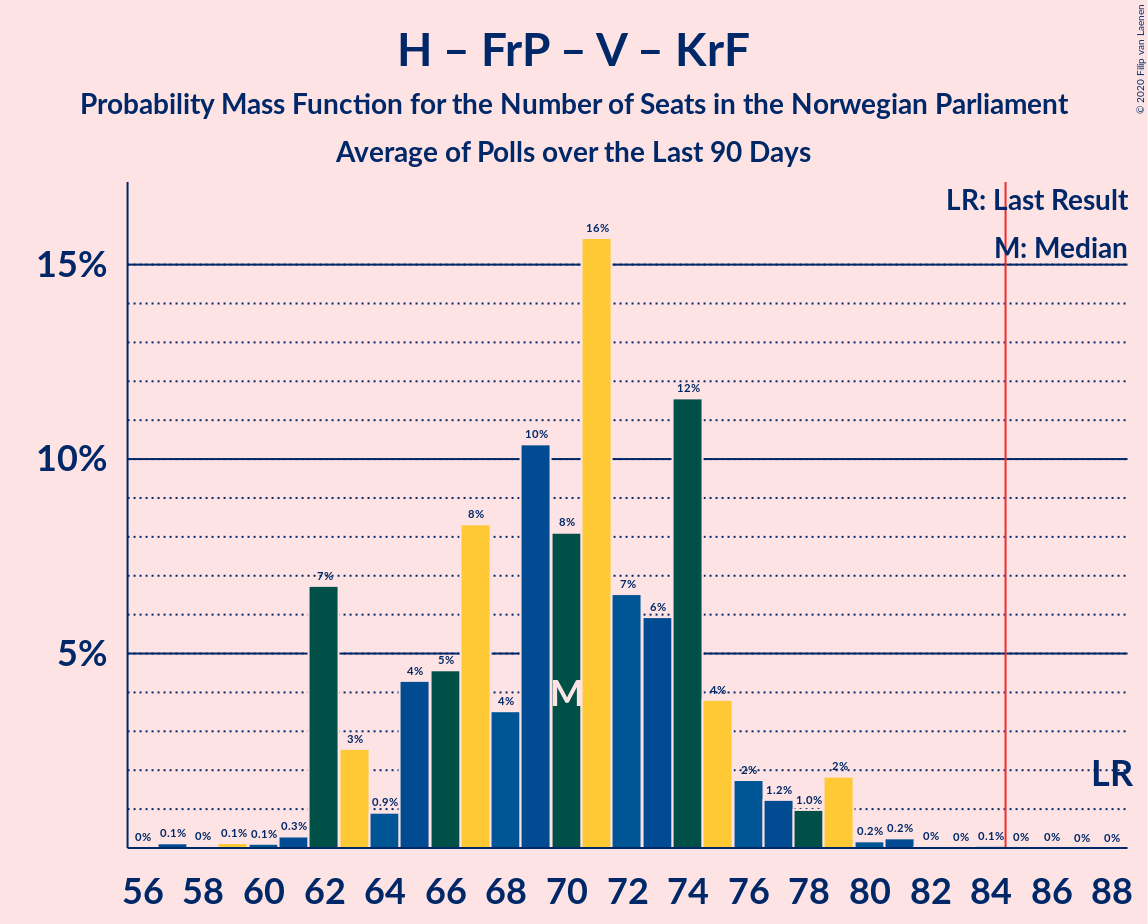 H – FrP – V – KrF
Probability Mass Function for the Number of Seats in the Norwegian Parliament
Average of Polls over the Last 90 Days
© 2020 Filip van Laenen
LR: Last Result
M: Median
15%
10%
5%
0% 0.1% 0% 0.1% 0.1% 0.3% 7% 3% 0.9% 4% 5% 8% 4% 10% 8% 16% 7% 6% 12% 4% 2% 1.2% 1.0% 2% 0.2% 0.2% 0% 0% 0.1% 0% 0% 0% 0%
M
LR
56 58 60 62 64 66 68 70 72 74 76 78 80 82 84 86 88